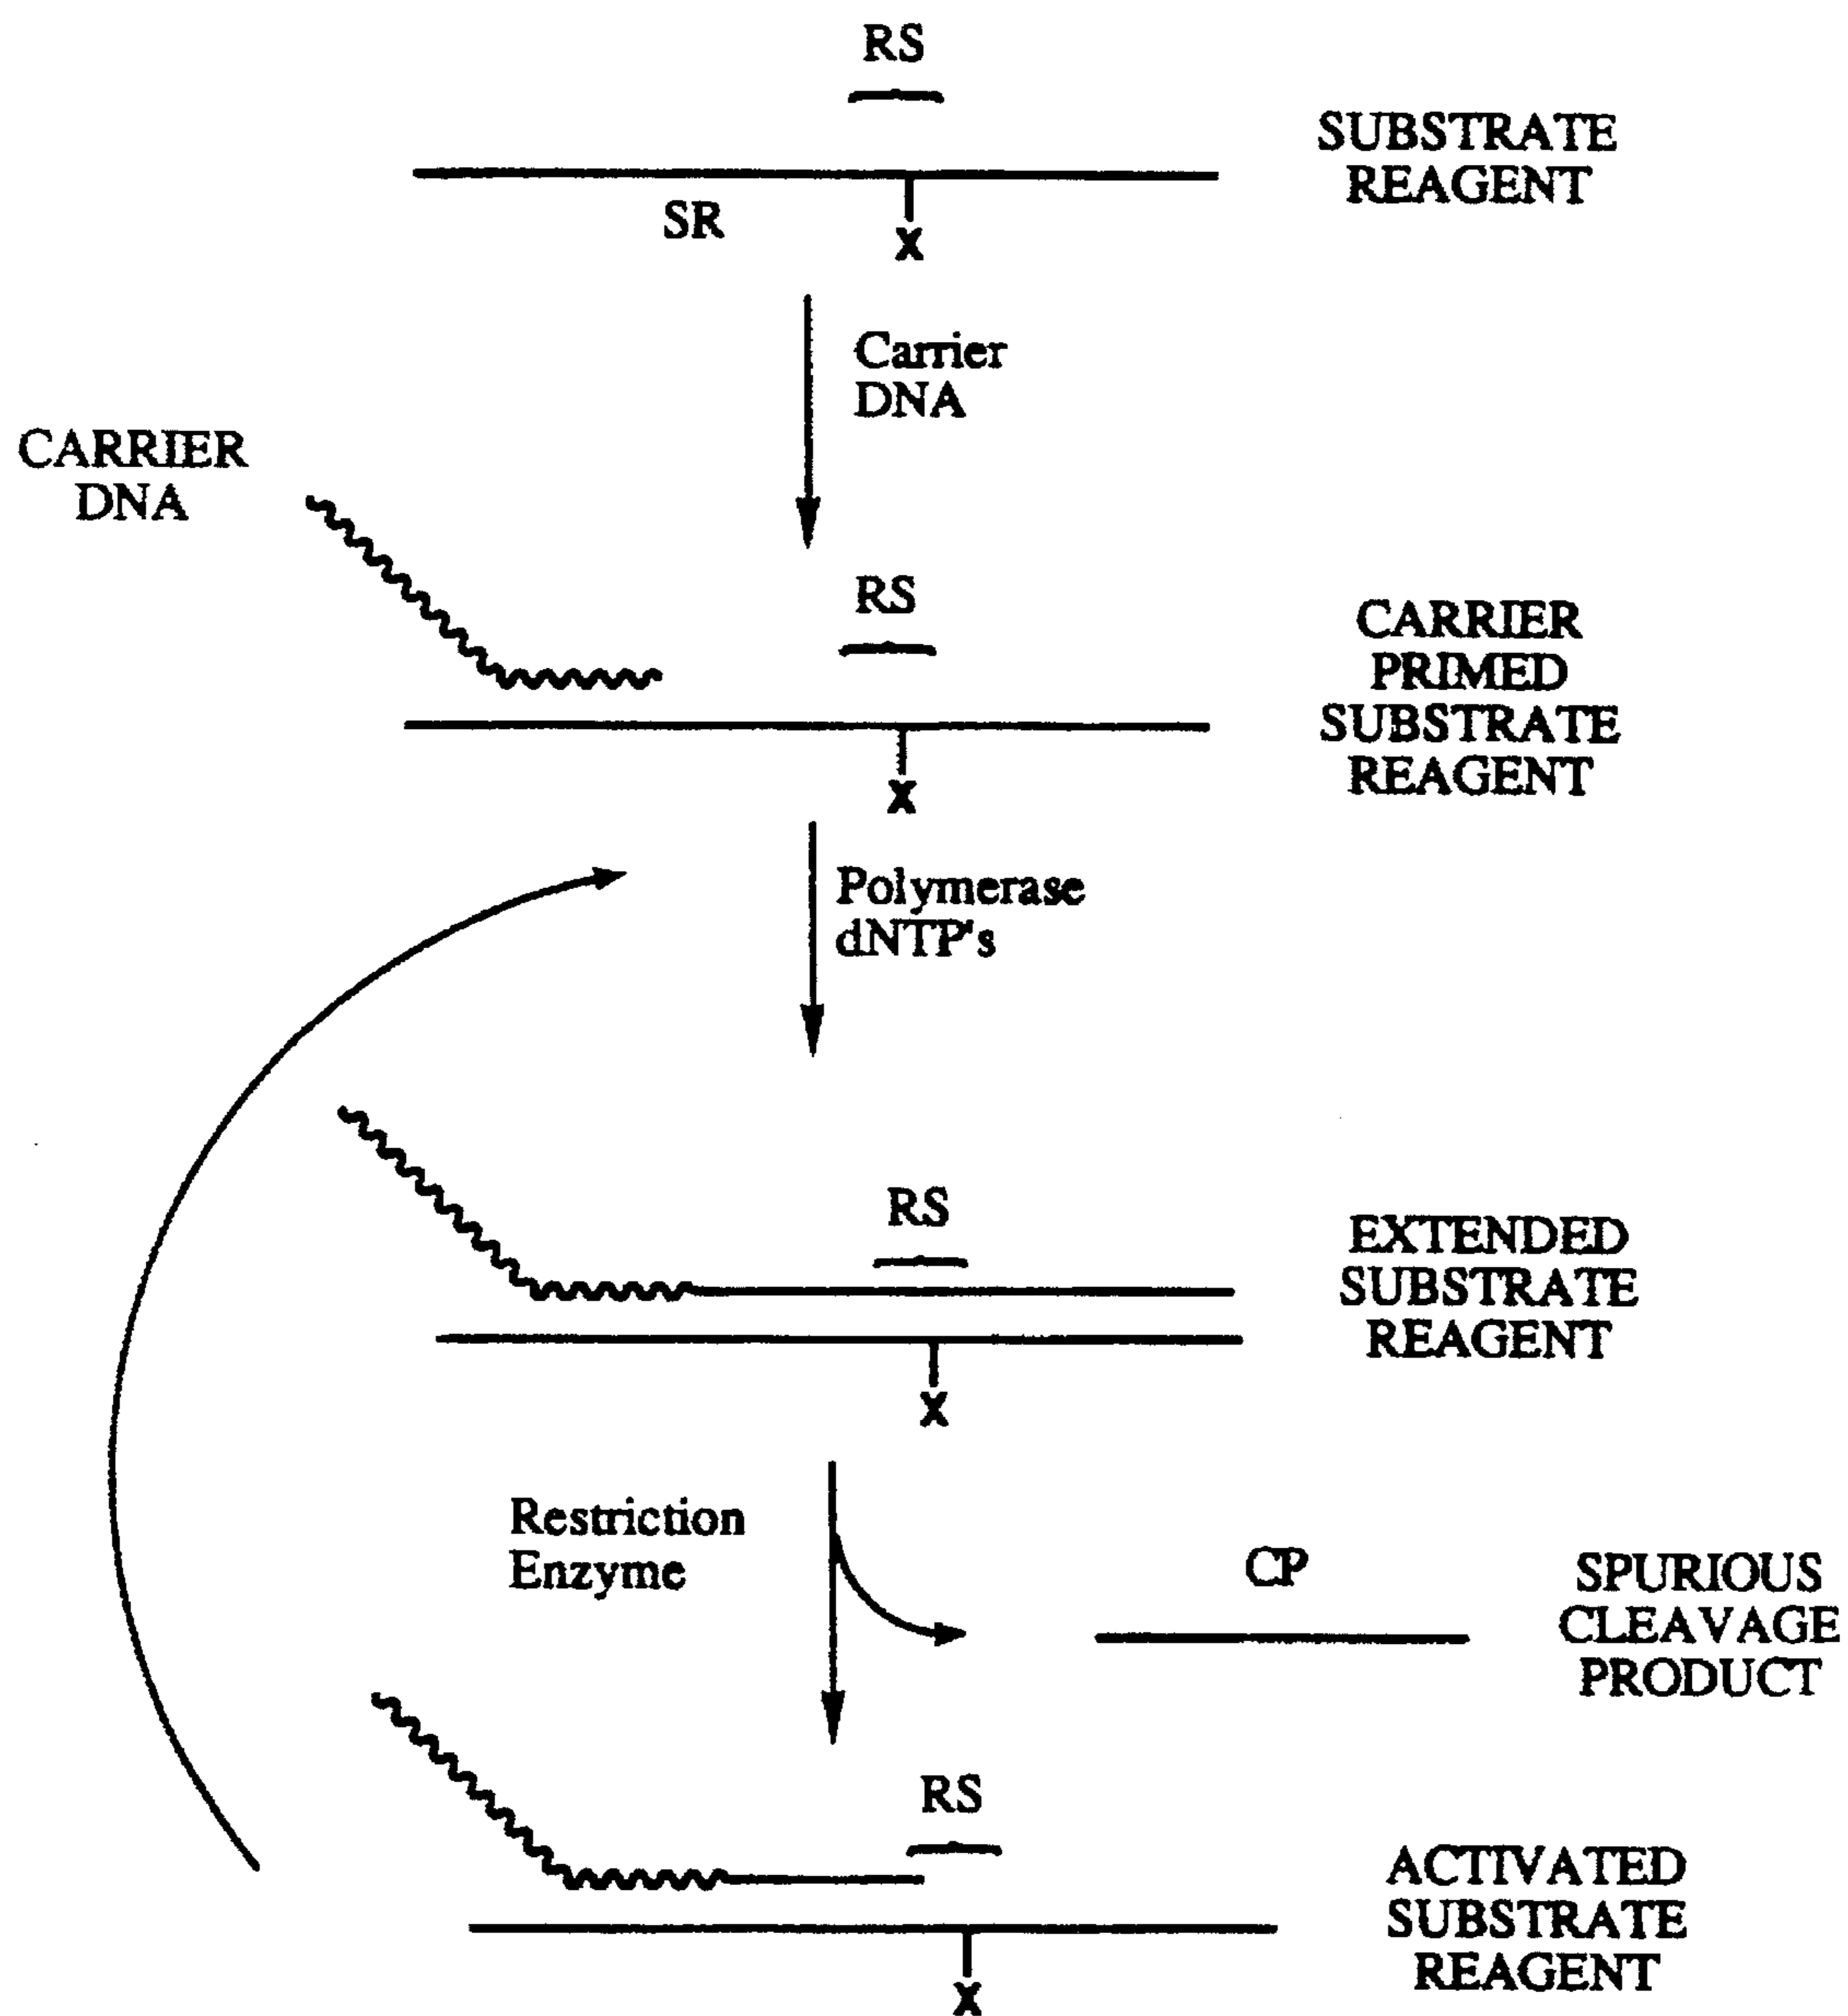 RS
SUBSTRATE
REAGENT
SR
X
Carrier
DNA
CARRIER
DNA
RS
CARRIER
PRIMED
SUBSTRATE
REAGENT
X
Polymerase
dNTP's
RS
EXTENDED
SUBSTRATE
REAGENT
X
Restriction
Enzyme
CP
SPURIOUS
CLEAVAGE
PRODUCT
RS
ACTIVATED
SUBSTRATE
REAGENT
X